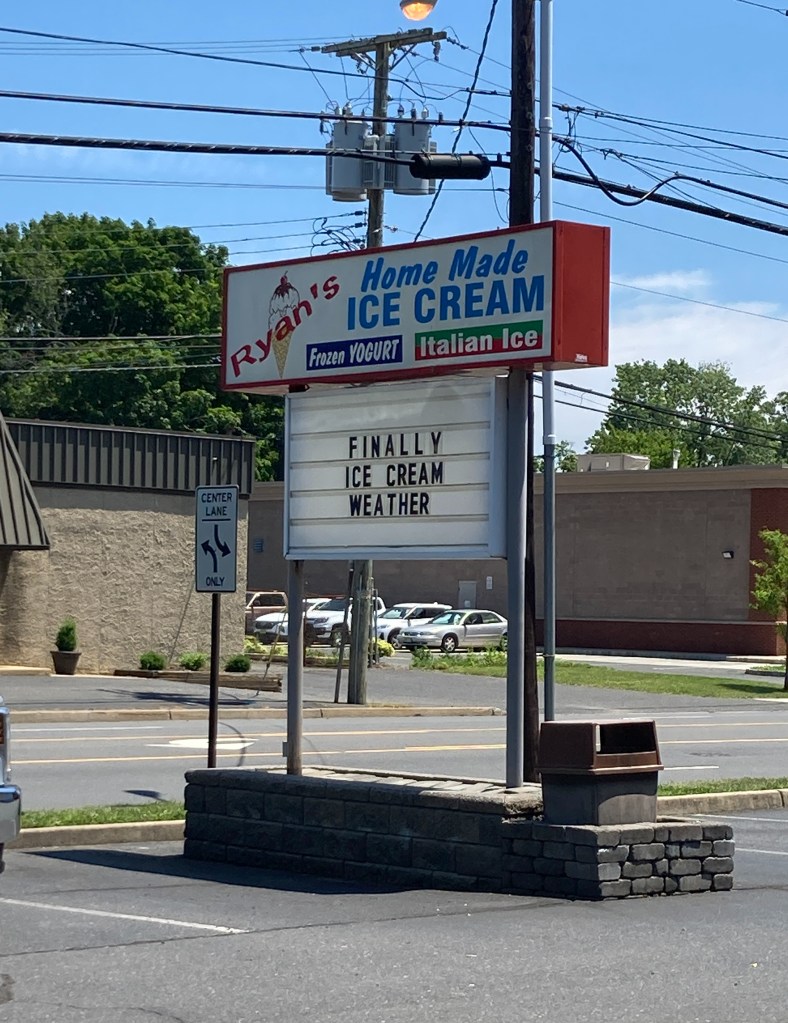 Ryan's
Home Made
ICE CREAM
Frozen YOGURT
Italian Ice
FINALLY
ICE CREAM
WEATHER
CENTER
LANE
ONLY